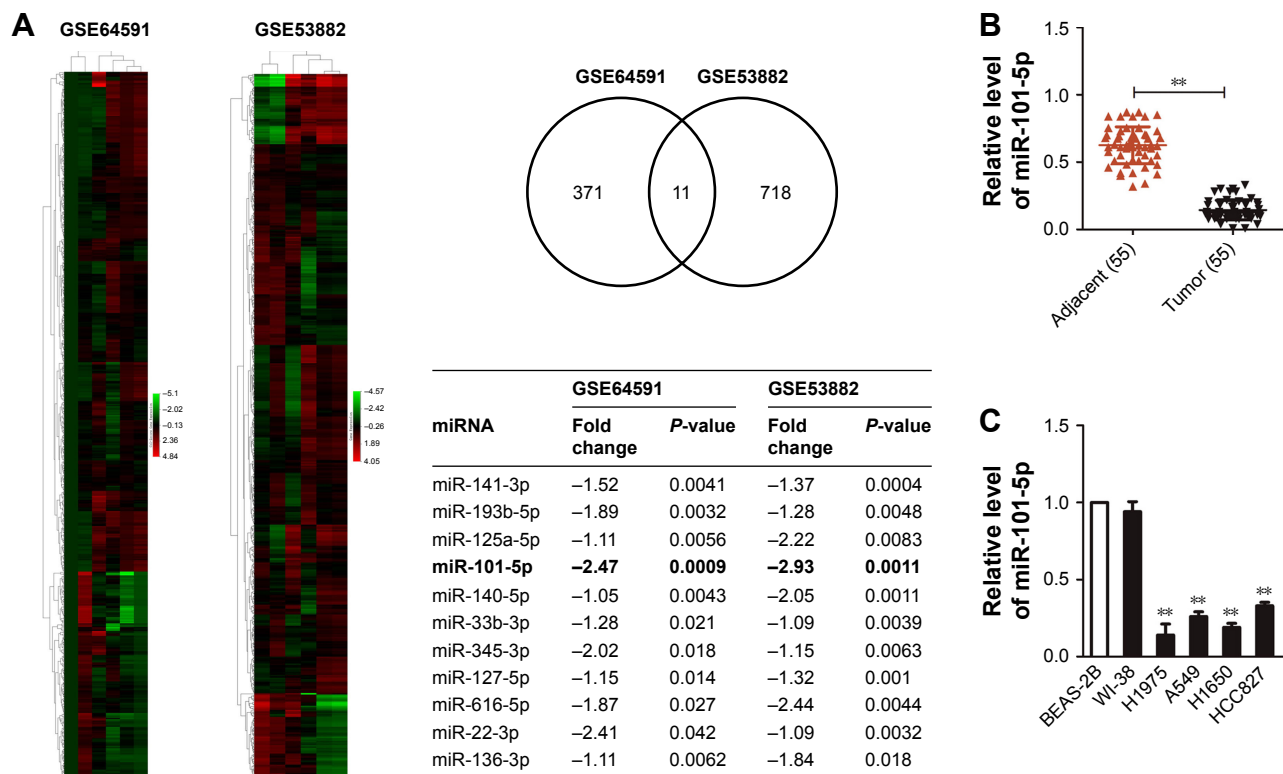 A
GSE64591
GSE53882
–5.1
–2.02
–0.13
2.36
4.84
–4.57
–2.42
–0.26
1.89
4.05
GSE64591 GSE53882
371 11 718
GSE64591 GSE53882
miRNA Fold change P-value Fold change P-value
miR-141-3p –1.52 0.0041 –1.37 0.0004
miR-193b-5p –1.89 0.0032 –1.28 0.0048
miR-125a-5p –1.11 0.0056 –2.22 0.0083
miR-101-5p –2.47 0.0009 –2.93 0.0011
miR-140-5p –1.05 0.0043 –2.05 0.0011
miR-33b-3p –1.28 0.021 –1.09 0.0039
miR-345-3p –2.02 0.018 –1.15 0.0063
miR-127-5p –1.15 0.014 –1.32 0.001
miR-616-5p –1.87 0.027 –2.44 0.0044
miR-22-3p –2.41 0.042 –1.09 0.0032
miR-136-3p –1.11 0.0062 –1.84 0.018
B
Relative level
of miR-101-5p
1.5
1.0
0.5
0.0
**
Adjacent (55)
Tumor (55)
C
Relative level
of miR-101-5p
1.5
1.0
0.5
0.0
** ** ** **
BEAS-2B
WI-38
H1975
A549
H1650
HCC827